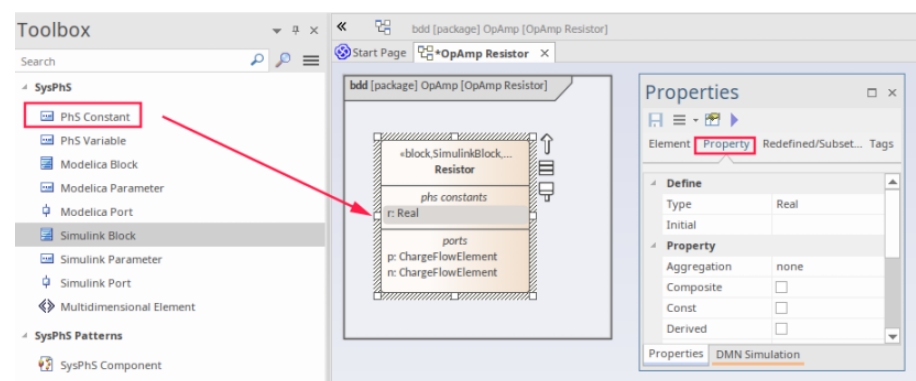 Toolbox
Search
SysPhS
PhS Constant
PhS Variable
Modelica Block
Modelica Parameter
Modelica Port
Simulink Block
Simulink Parameter
Simulink Port
Multidimensional Element
SysPhS Patterns
SysPhS Component
bdd [package] OpAmp [OpAmp Resistor]
Start Page *OpAmp Resistor ×
bdd [package] OpAmp [OpAmp Resistor]
«block,SimulinkBlock,...
Resistor
phs constants
r: Real
ports
p: ChargeFlowElement
n: ChargeFlowElement
Properties
Element Property Redefined/Subset... Tags
Define
Type Real
Initial
Property
Aggregation none
Composite
Const
Derived
Properties DMN Simulation